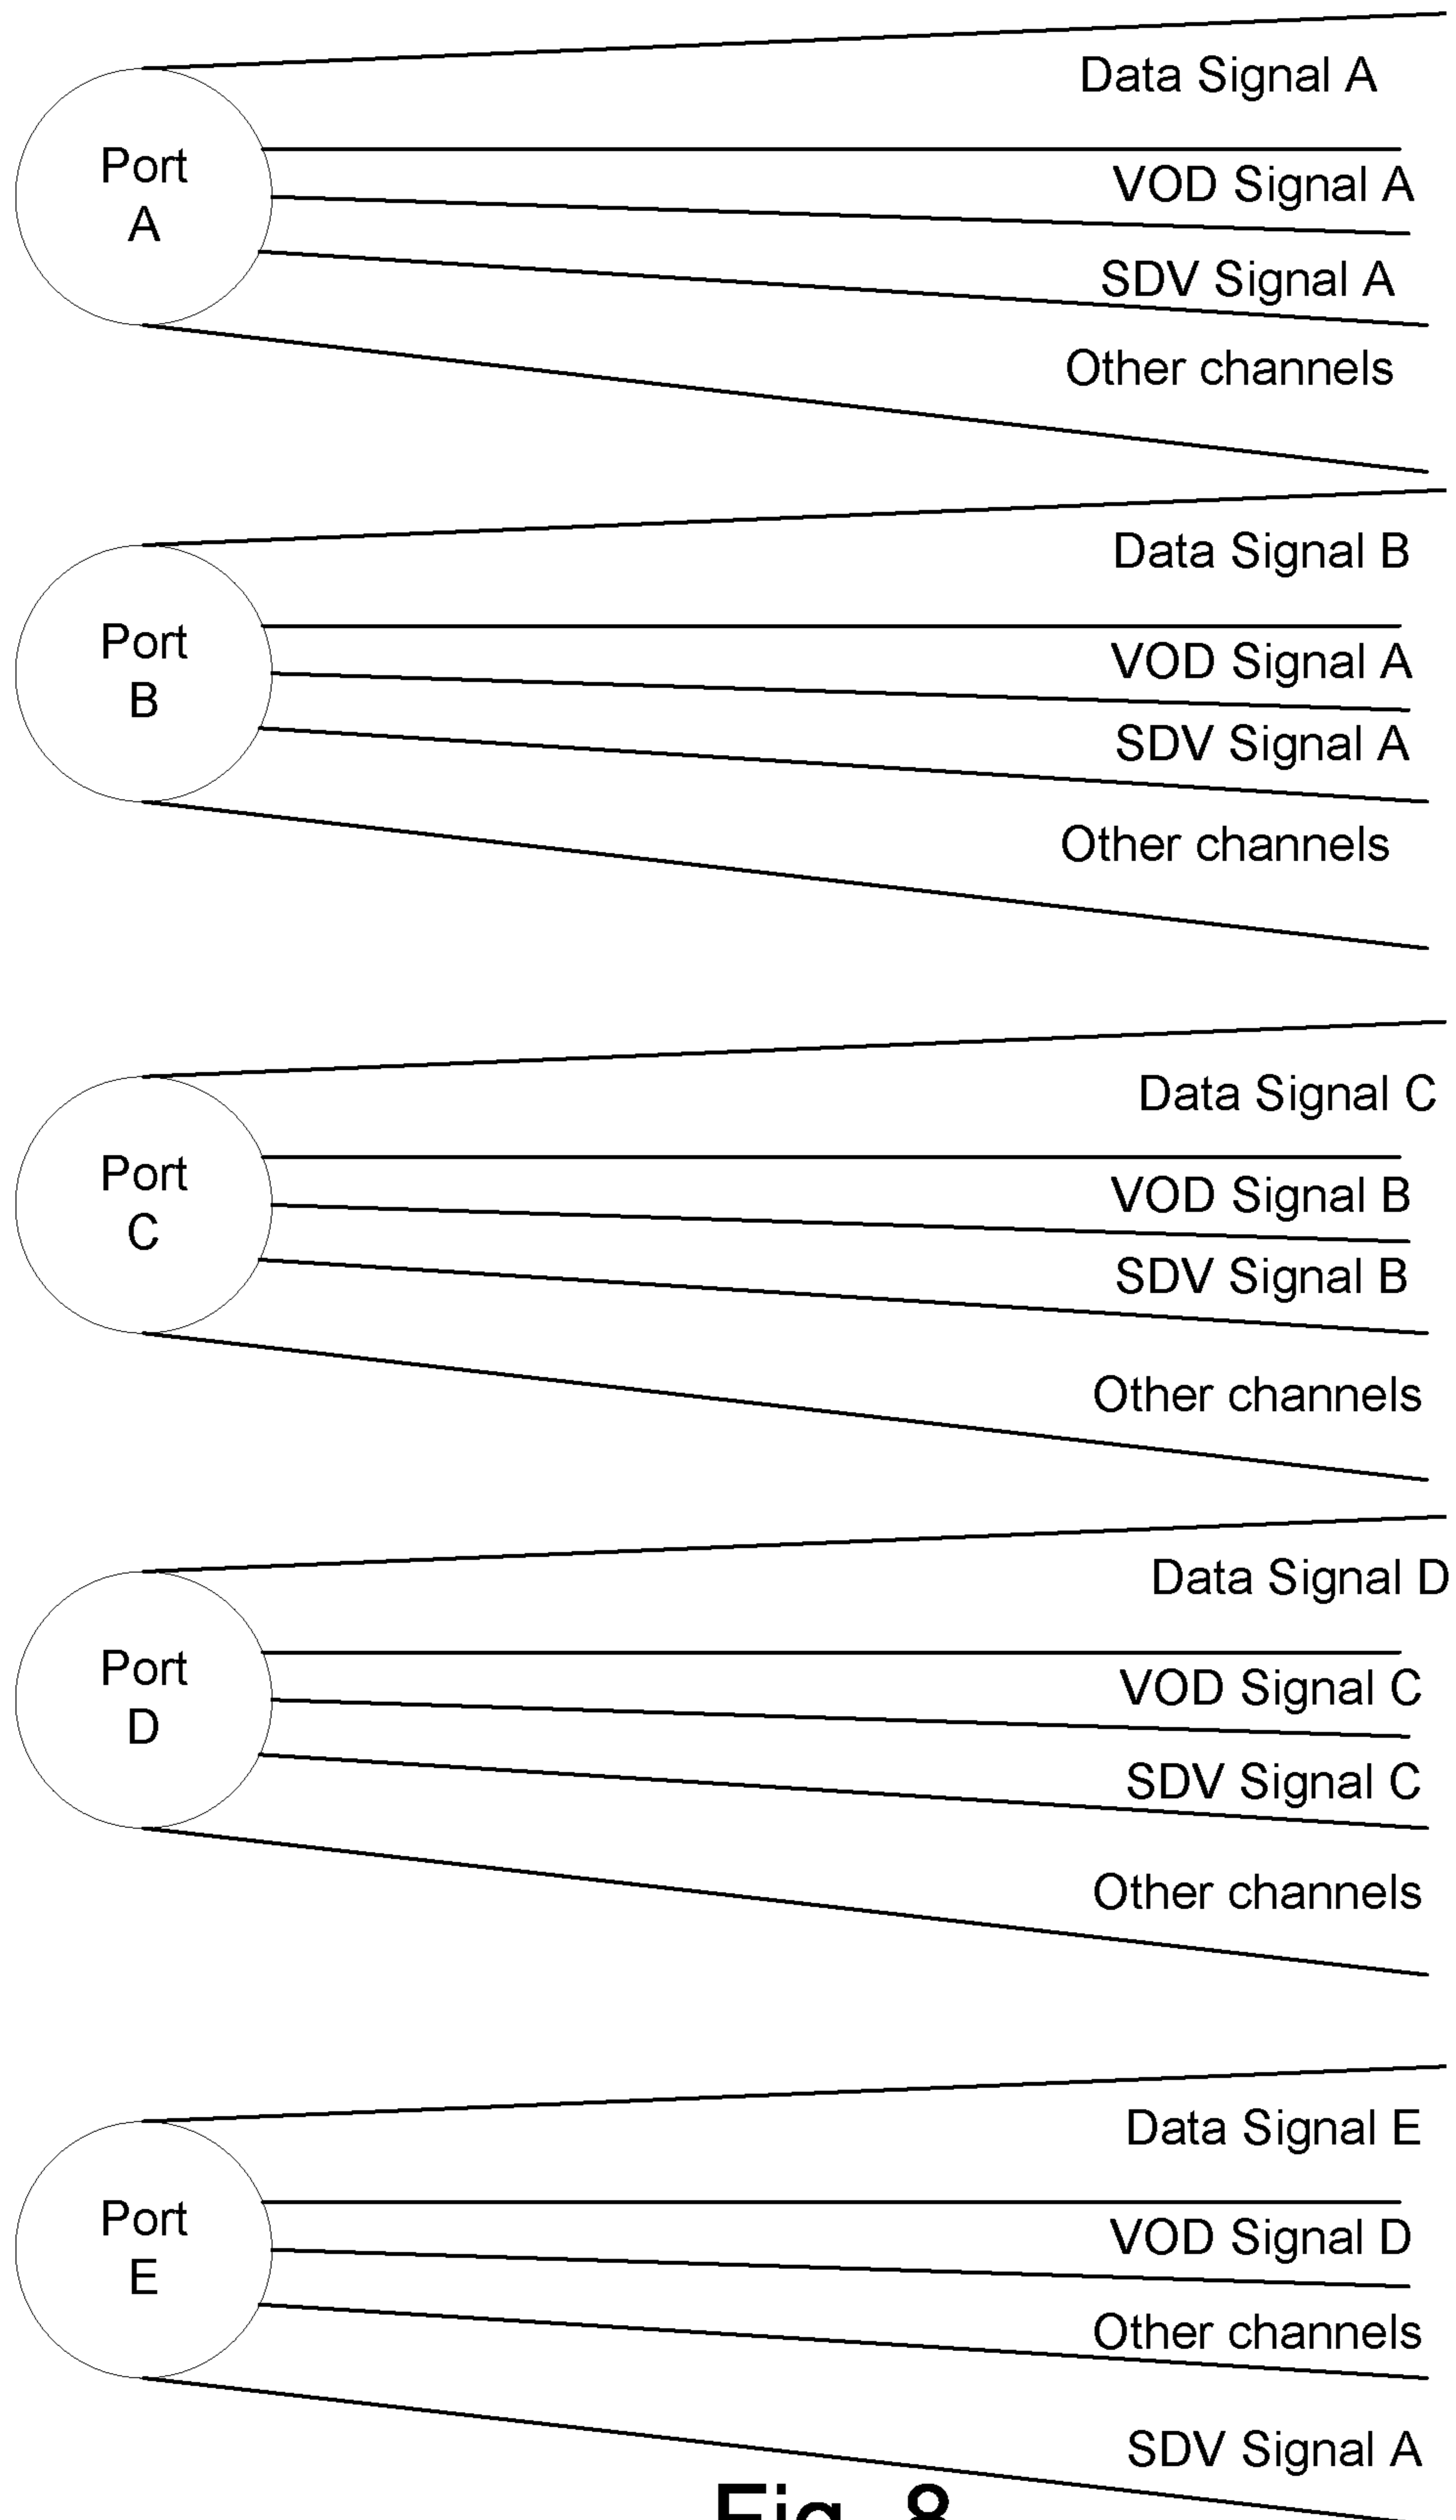 Data Signal A
Port
A
VOD Signal A
SDV Signal A
Other channels
Data Signal B
Port
B
VOD Signal A
SDV Signal A
Other channels
Data Signal C
Port
C
VOD Signal B
SDV Signal B
Other channels
Data Signal D
Port
D
VOD Signal C
SDV Signal C
Other channels
Data Signal E
Port
E
VOD Signal D
Other channels
SDV Signal A
Fig. 8